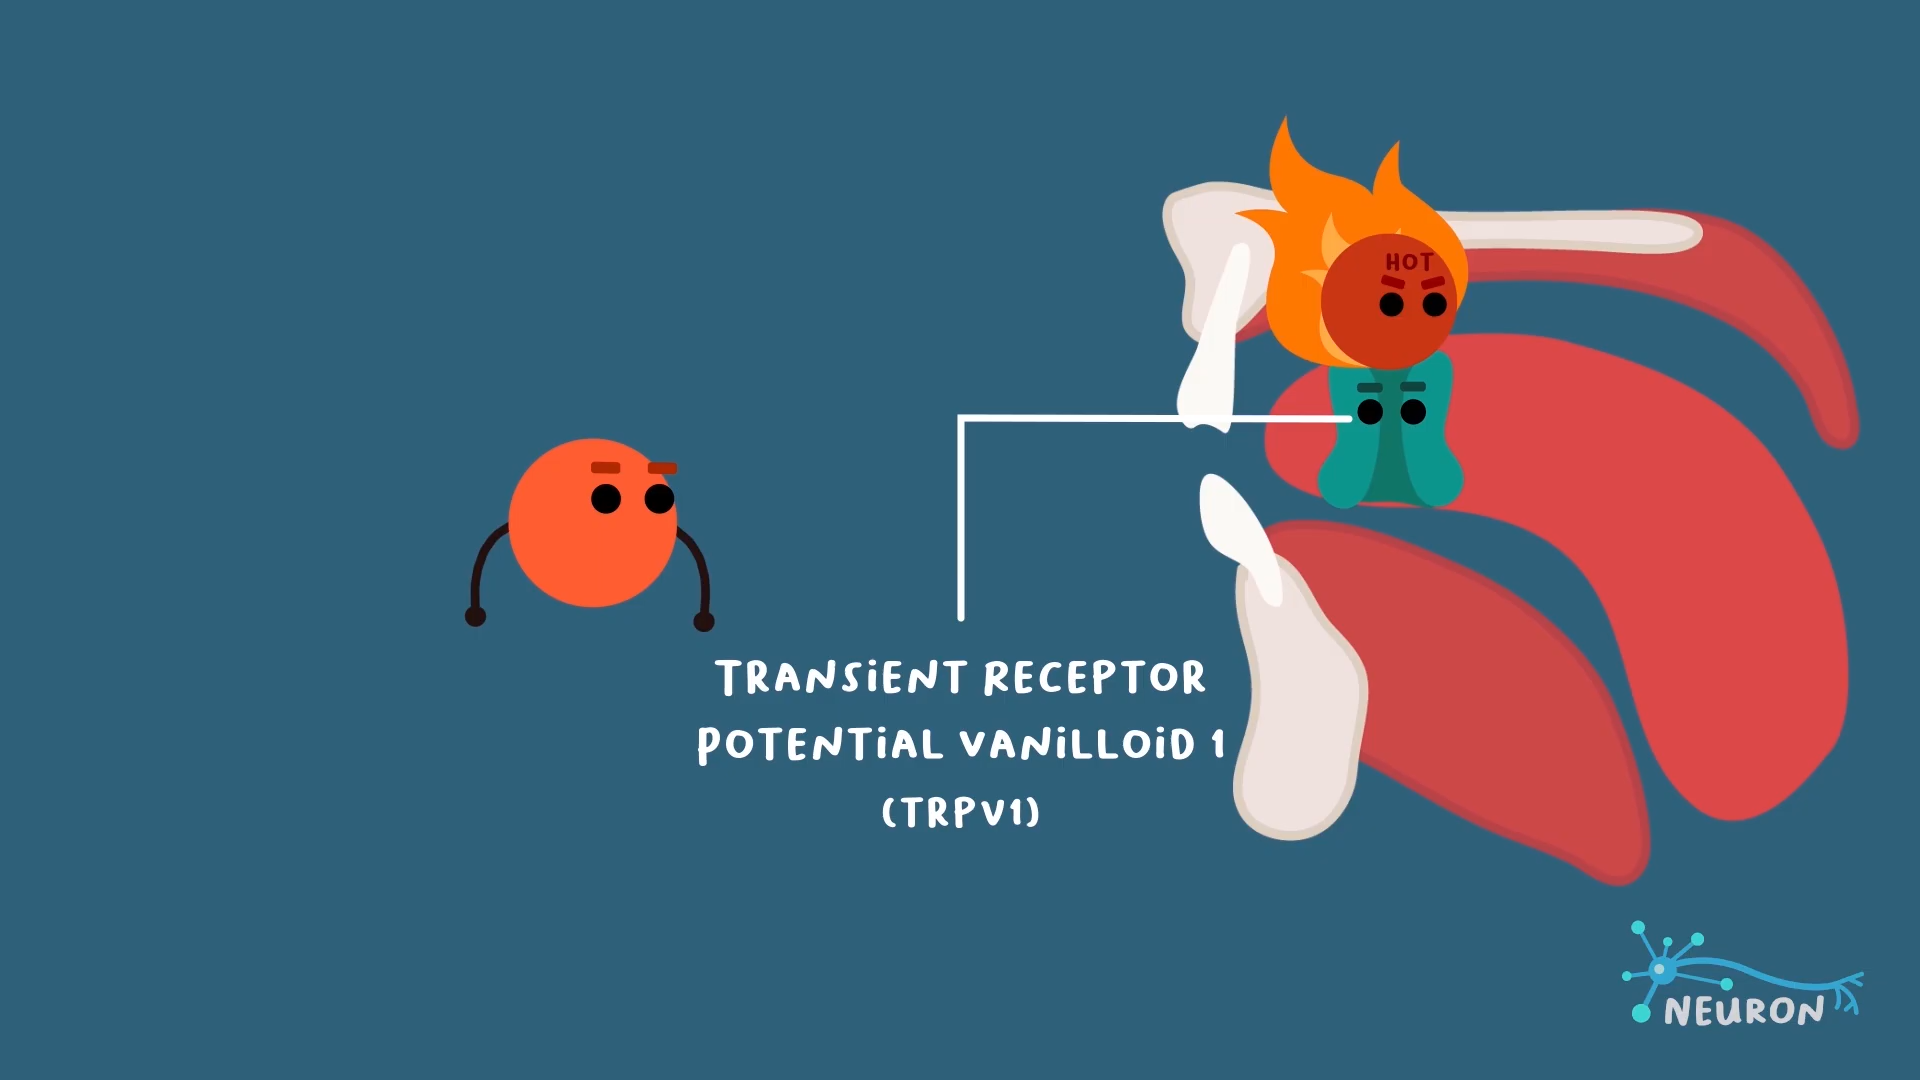 HOT
TRANSiENT RECEPTOR
POTENTiAL VANiLLOiD 1
(TRPV1)
NEURON